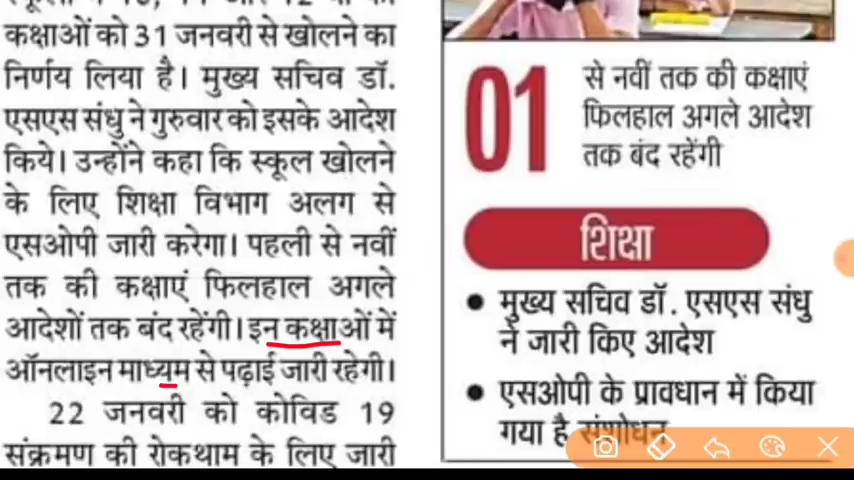 कक्षाओं को 31 जनवरी से खोलने का
निर्णय लिया है। मुख्य सचिव डॉ.
एसएस संधु ने गुरुवार को इसके आदेश
किये। उन्होंने कहा कि स्कूल खोलने
के लिए शिक्षा विभाग अलग से
एसओपी जारी करेगा। पहली से नवीं
तक की कक्षाएं फिलहाल अगले
आदेशों तक बंद रहेंगी। इन कक्षाओं में
ऑनलाइन माध्यम से पढ़ाई जारी रहेगी।
22 जनवरी को कोविड 19
संक्रमण की रोकथाम के लिए जारी
01
से नवीं तक की कक्षाएं
फिलहाल अगले आदेश
तक बंद रहेंगी
शिक्षा
• मुख्य सचिव डॉ. एसएस संधु
ने जारी किए आदेश
• एसओपी के प्रावधान में किया
गया है संशोधन